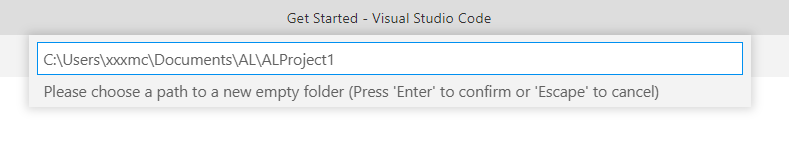 Get Started - Visual Studio Code
C:\Users\xxxmc\Documents\AL\ALProject1
Please choose a path to a new empty folder (Press 'Enter' to confirm or 'Escape' to cancel)